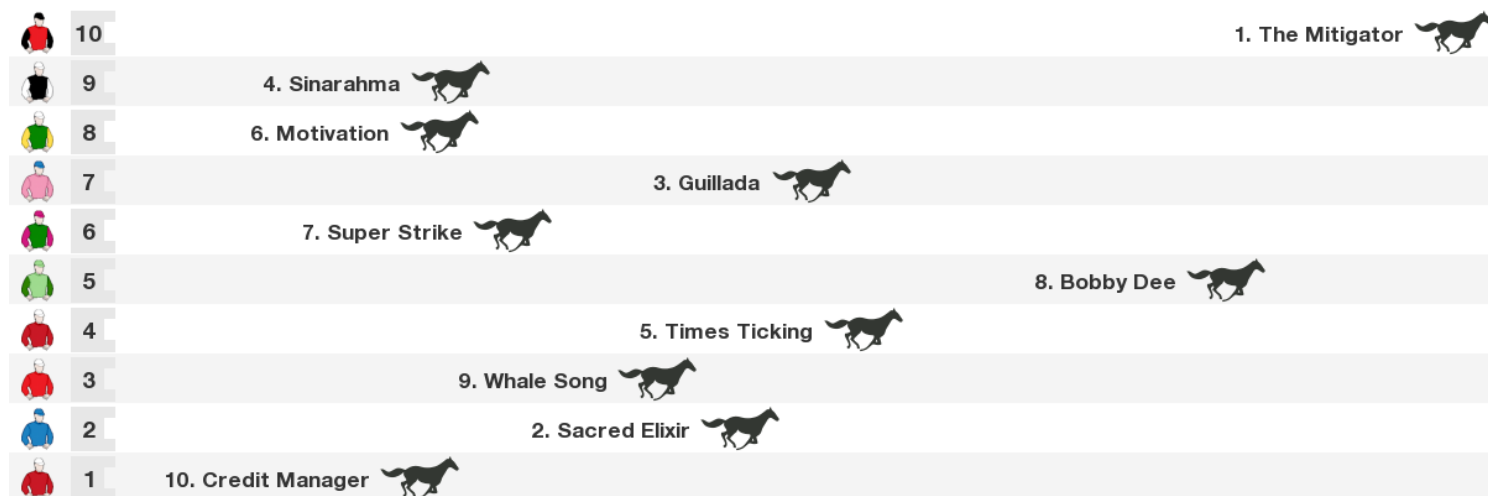 10 1. The Mitigator
9 4. Sinarahma
8 6. Motivation
7 3. Guillada
6 7. Super Strike
5 8. Bobby Dee
4 5. Times Ticking
3 9. Whale Song
2 2. Sacred Elixir
1 10. Credit Manager